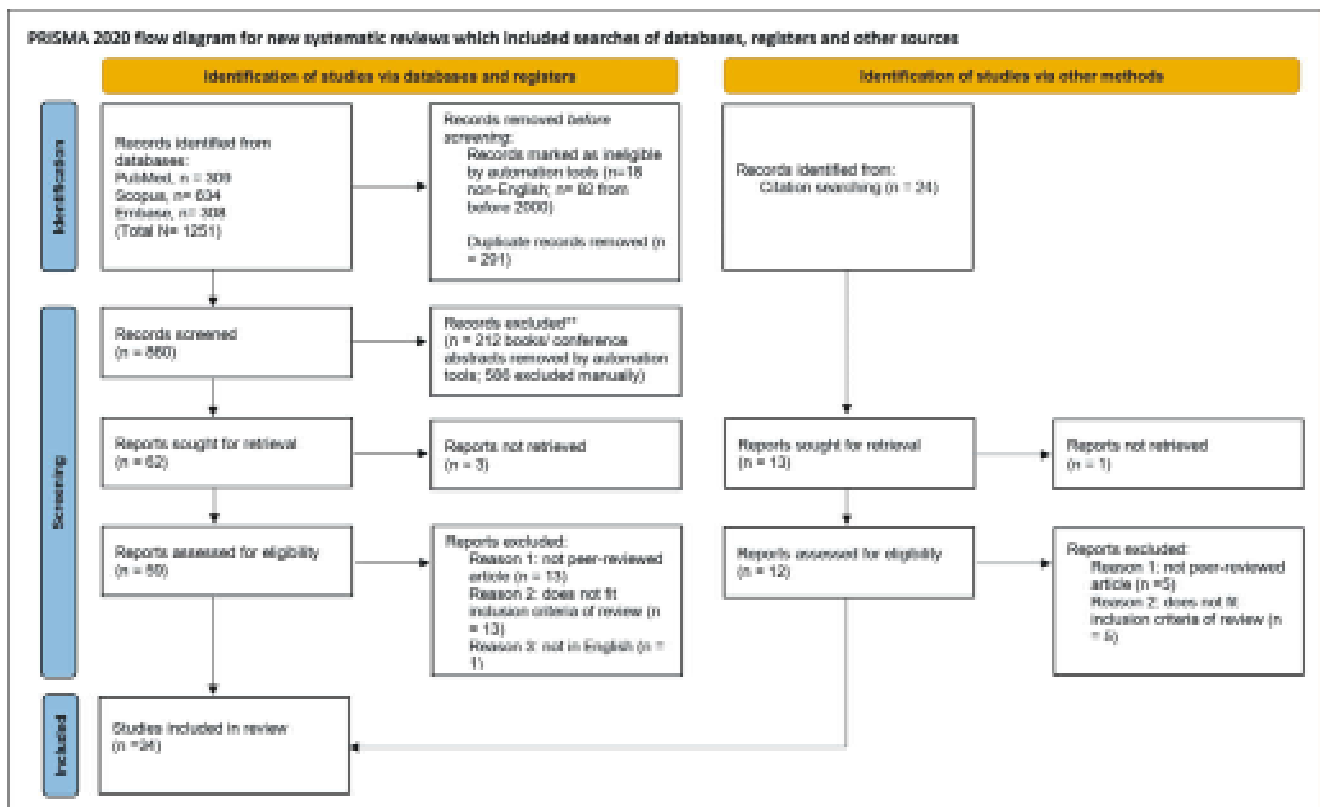 PRISMA 2020 flow diagram for new systematic reviews which included searches of databases, registers and other sources
Identification of studies via databases and registers
Identification of studies via other methods
Identification
Records identified from
databases:
PubMed, n = 309
Scopus, n= 634
Embase, n= 308
(Total N= 1251)
Records removed before
screening:
Records marked as ineligible
by automation tools (n=18
non-English; n= 82 from
before 2000)
Duplicate records removed (n
= 291)
Records identified from:
Citation searching (n = 24)
Screening
Records screened
(n = 860)
Records excluded**
(n = 212 books/ conference
abstracts removed by automation
tools; 586 excluded manually)
Reports sought for retrieval
(n = 62)
Reports not retrieved
(n = 3)
Reports sought for retrieval
(n = 13)
Reports not retrieved
(n = 1)
Reports assessed for eligibility
(n = 59)
Reports excluded:
Reason 1: not peer-reviewed
article (n = 13)
Reason 2: does not fit
inclusion criteria of review (n
= 13)
Reason 3: not in English (n =
1)
Reports assessed for eligibility
(n = 12)
Reports excluded:
Reason 1: not peer-reviewed
article (n =5)
Reason 2: does not fit
inclusion criteria of review (n
= 5)
Included
Studies included in review
(n =34)